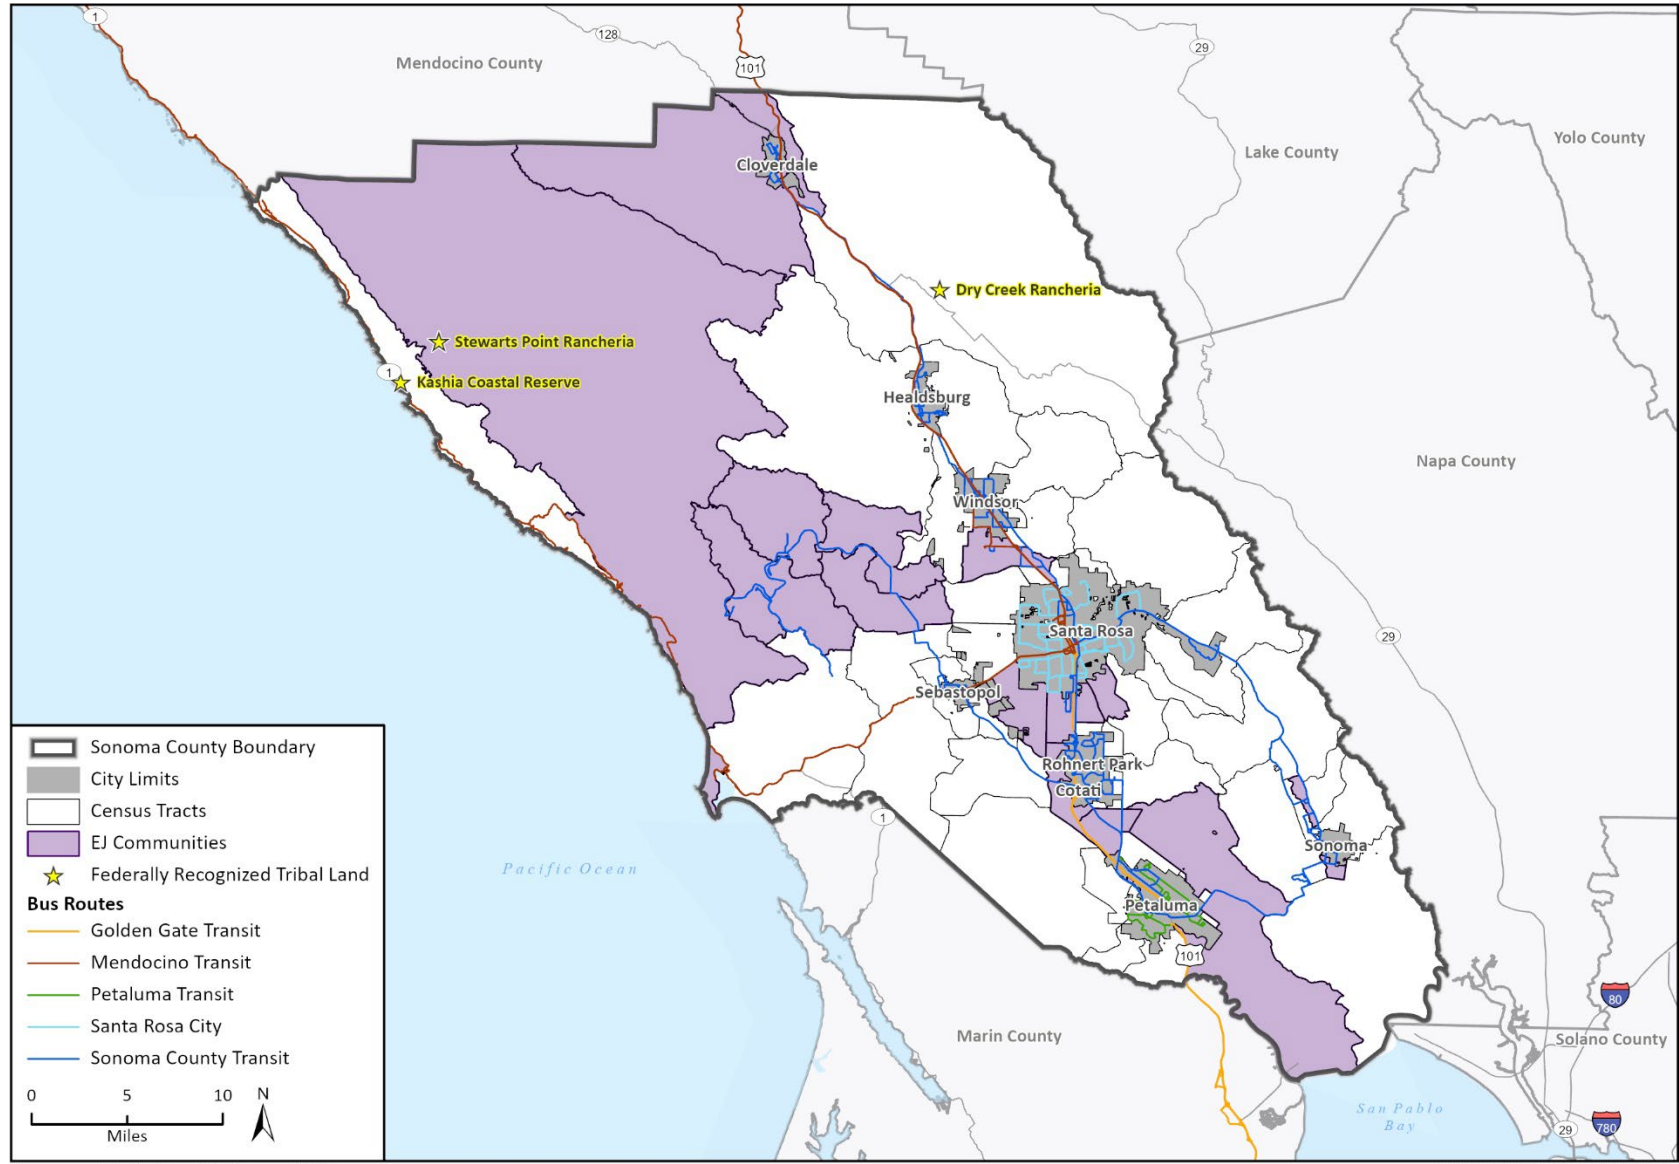 1
128
29
Mendocino County
101
Yolo County
Lake County
Cloverdale
Dry Creek Rancheria
Stewarts Point Rancheria
1
Kashia Coastal Reserve
Healdsburg
Napa County
Windsor
Santa Rosa
29
Sebastopol
Rohnert Park
Cotati
1
Sonoma
Pacific Ocean
Petaluma
101
80
Marin County
Solano County
San Pablo
Bay
29
780
Sonoma County Boundary
City Limits
Census Tracts
EJ Communities
Federally Recognized Tribal Land
Bus Routes
Golden Gate Transit
Mendocino Transit
Petaluma Transit
Santa Rosa City
Sonoma County Transit
0 5 10
Miles
N